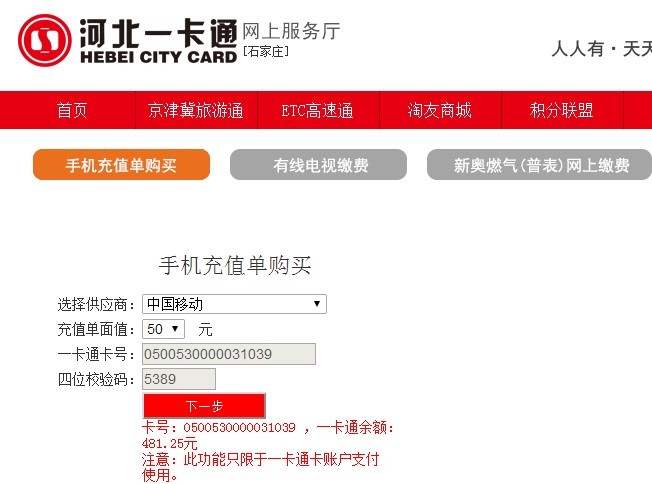 河北一卡通
HEBEI CITY CARD
网上服务厅
[石家庄]
人人有·天天
首页 京津冀旅游通 ETC高速通 淘友商城 积分联盟
手机充值单购买 有线电视缴费 新奥燃气(普表)网上缴费
手机充值单购买
选择供应商: 中国移动
充值单面值: 50 元
一卡通卡号: 0500530000031039
四位校验码: 5389
下一步
卡号: 0500530000031039 ，一卡通余额:
481.25元
注意: 此功能只限于一卡通卡账户支付
使用。